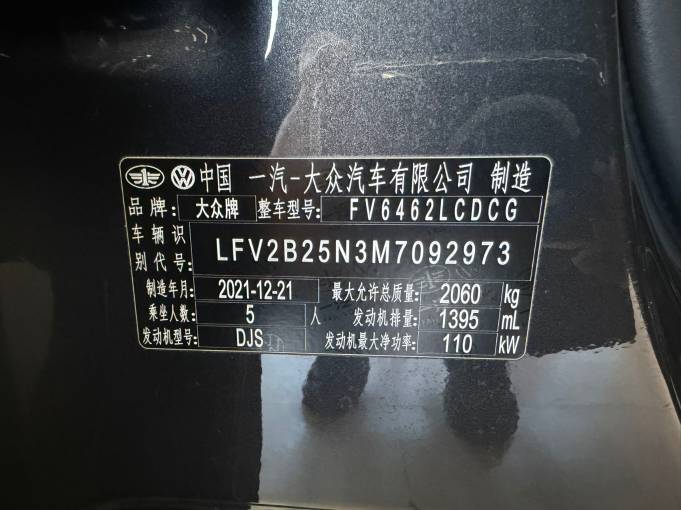 中国 一汽-大众汽车有限公司 制造
品牌: 大众牌 整车型号: FV6462LCDCG
车辆识别代号: LFV2B25N3M7092973
制造年月: 2021-12-21 最大允许总质量: 2060 kg
乘坐人数: 5 人 发动机排量: 1395 mL
发动机型号: DJS 发动机最大净功率: 110 kW